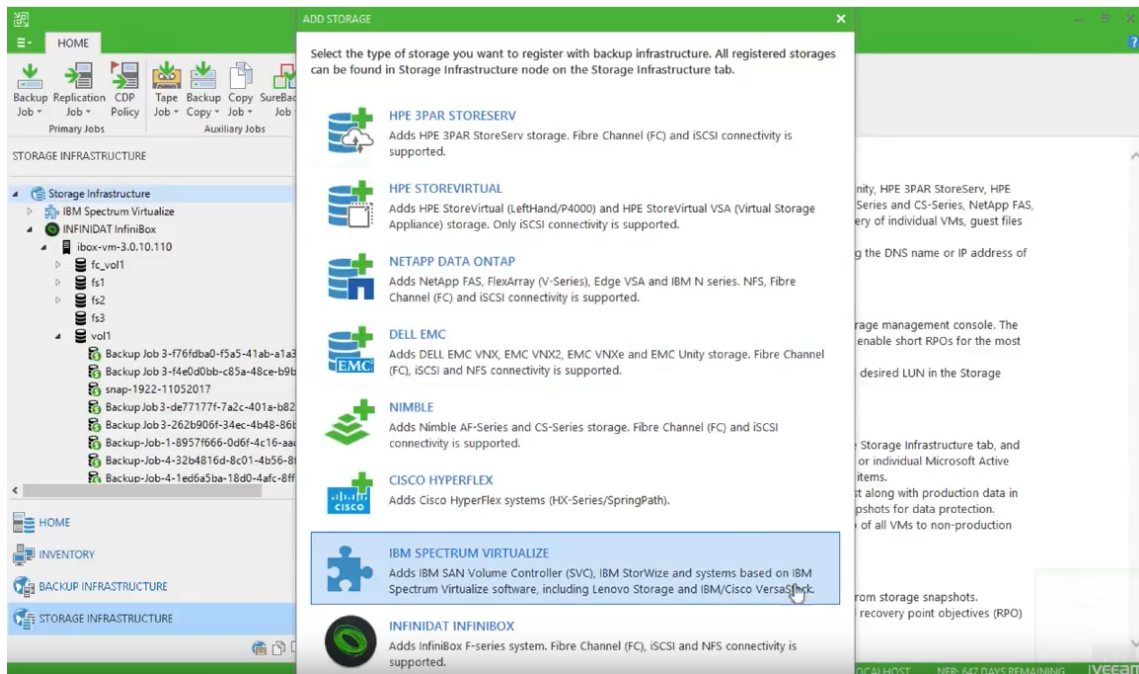 HOME
Backup Job
Replication Job
CDP Policy
Primary Jobs
Tape Job
Backup Copy
Copy Job
Job
Auxiliary Jobs
STORAGE INFRASTRUCTURE
Storage Infrastructure
IBM Spectrum Virtualize
INFINIDAT InfiniBox
ibox-vm-3.0.10.110
fc_vol1
fs1
fs2
fs3
vol1
Backup Job 3-f76fdba0-f5a5-41ab-a1a3
Backup Job 3-f4e0d0bb-c85a-48ce-b9b
snap-1922-11052017
Backup Job 3-de77177f-7a2c-401a-b82
Backup Job 3-262b906f-34ec-4b48-86b
Backup-Job-1-8957f666-0d6f-4c16-aac
Backup-Job-4-32b4816d-8c01-4b56-8f
Backup-Job-4-1ed6a5ba-18d0-4afc-8ff
HOME
INVENTORY
BACKUP INFRASTRUCTURE
STORAGE INFRASTRUCTURE
ADD STORAGE
Select the type of storage you want to register with backup infrastructure. All registered storages
can be found in Storage Infrastructure node on the Storage Infrastructure tab.
HPE 3PAR STORESERV
Adds HPE 3PAR StoreServ storage. Fibre Channel (FC) and iSCSI connectivity is
supported.
HPE STOREVIRTUAL
Adds HPE StoreVirtual (LeftHand/P4000) and HPE StoreVirtual VSA (Virtual Storage
Appliance) storage. Only iSCSI connectivity is supported.
NETAPP DATA ONTAP
Adds NetApp FAS, FlexArray (V-Series), Edge VSA and IBM N series. NFS, Fibre
Channel (FC) and iSCSI connectivity is supported.
DELL EMC
EMC
Adds DELL EMC VNX, EMC VNX2, EMC VNXe and EMC Unity storage. Fibre Channel
(FC), iSCSI and NFS connectivity is supported.
NIMBLE
Adds Nimble AF-Series and CS-Series storage. Fibre Channel (FC) and iSCSI
connectivity is supported.
CISCO HYPERFLEX
CISCO
Adds Cisco HyperFlex systems (HX-Series/SpringPath).
IBM SPECTRUM VIRTUALIZE
Adds IBM SAN Volume Controller (SVC), IBM StorWize and systems based on IBM
Spectrum Virtualize software, including Lenovo Storage and IBM/Cisco VersaStack.
INFINIDAT INFINIBOX
Adds InfiniBox F-series system. Fibre Channel (FC), iSCSI and NFS connectivity is
supported.
nity, HPE 3PAR StoreServ, HPE
Series and CS-Series, NetApp FAS,
ery of individual VMs, guest files
g the DNS name or IP address of
rage management console. The
enable short RPOs for the most
desired LUN in the Storage
Storage Infrastructure tab, and
or individual Microsoft Active
items.
st along with production data in
pshots for data protection.
of all VMs to non-production
rom storage snapshots.
recovery point objectives (RPO)
OCALHOST
NFR: 647 DAYS REMAINING